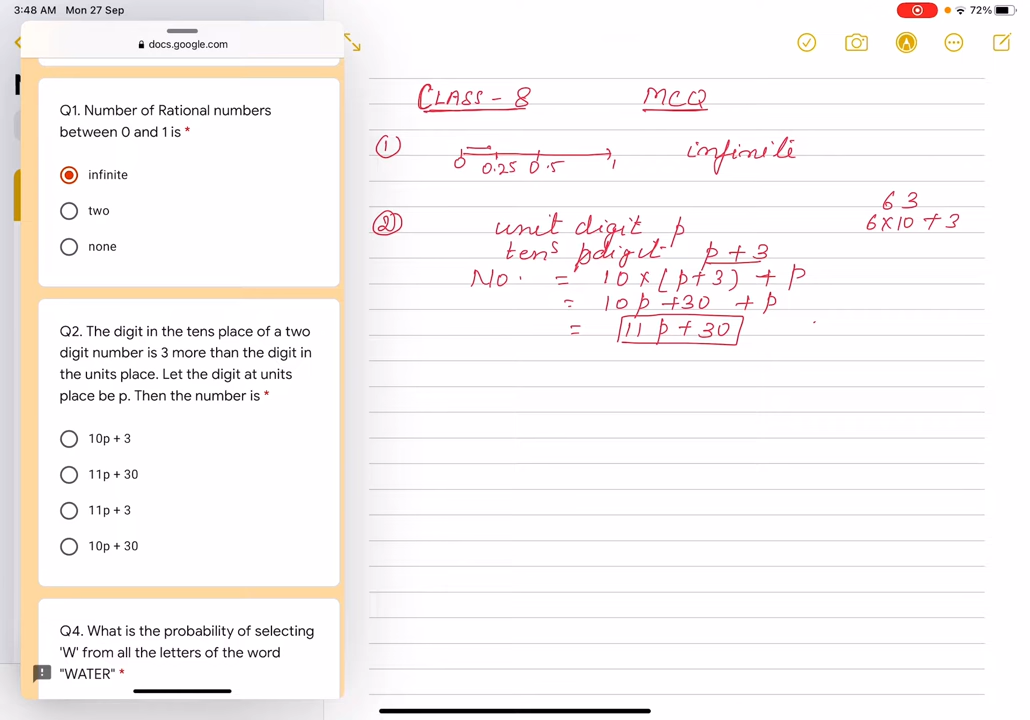 3:48 AM Mon 27 Sep
72%
docs.google.com
Q1. Number of Rational numbers
between 0 and 1 is *
infinite
two
none
Q2. The digit in the tens place of a two
digit number is 3 more than the digit in
the units place. Let the digit at units
place be p. Then the number is *
10p + 3
11p + 30
11p + 3
10p + 30
Q4. What is the probability of selecting
'W' from all the letters of the word
"WATER" *
CLASS - 8 MCQ
① 0 0.25 0.5 1 infinite
6 3
6 × 10 + 3
② unit digit p
tens digit p + 3
No. = 10 × (p + 3) + p
= 10 p + 30 + p
= 11 p + 30